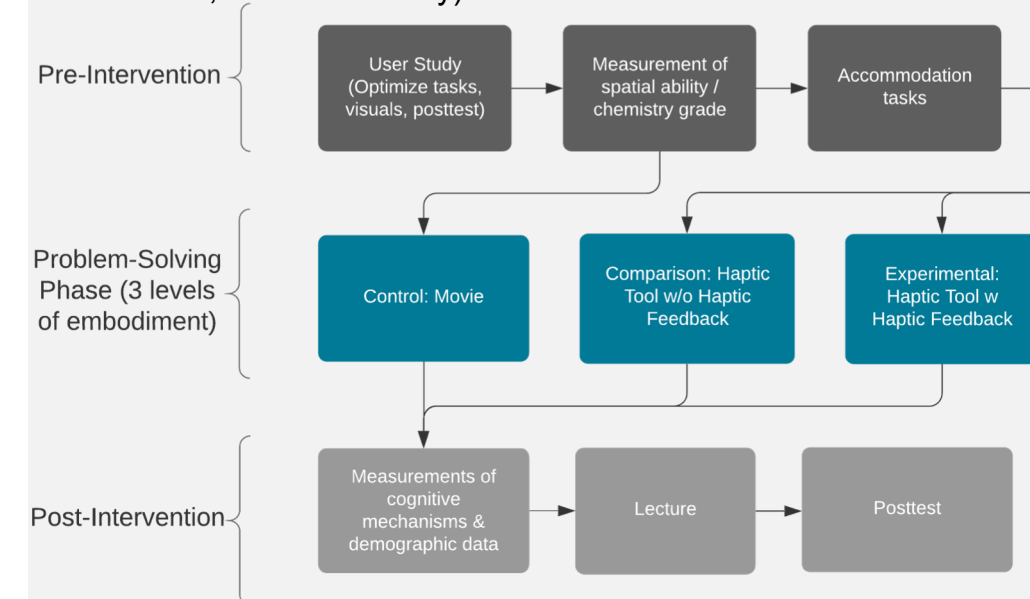 Pre-Intervention
User Study
(Optimize tasks,
visuals, posttest)
Measurement of
spatial ability /
chemistry grade
Accommodation
tasks
Problem-Solving
Phase (3 levels
of embodiment)
Control: Movie
Comparison: Haptic
Tool w/o Haptic
Feedback
Experimental:
Haptic Tool w
Haptic Feedback
Post-Intervention
Measurements of
cognitive
mechanisms &
demographic data
Lecture
Posttest